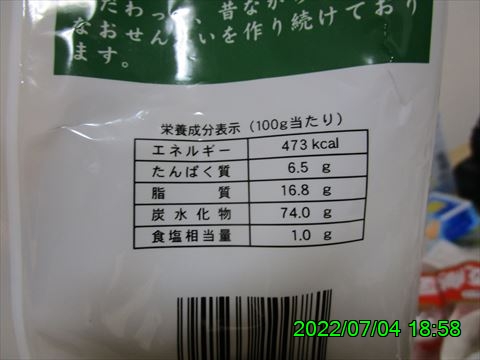 だわって、昔なが
なおせんべいを作り続けており
ます。
栄養成分表示 (100g当たり)
エネルギー 473 kcal
たんぱく質 6.5 g
脂質 16.8 g
炭水化物 74.0 g
食塩相当量 1.0 g
2022/07/04 18:58